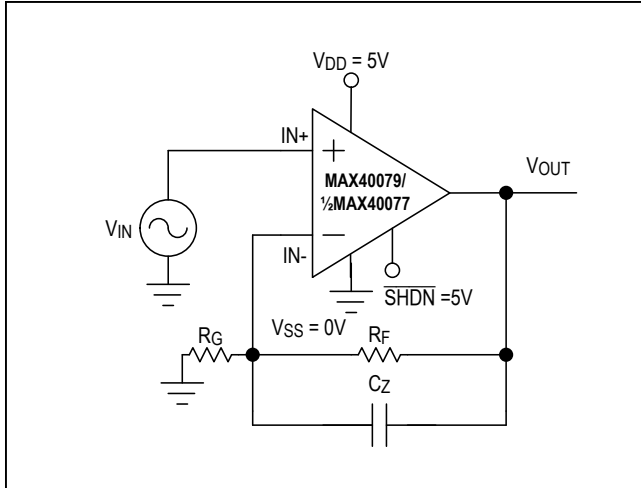 VDD = 5V
IN+
+
MAX40079/
½MAX40077
VOUT
VIN
−
IN-
SHDN =5V
VSS = 0V
RG
RF
CZ